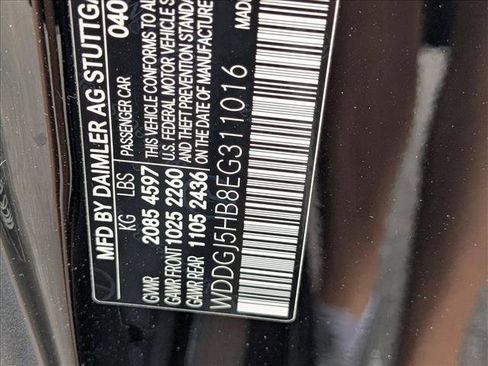 MFD BY DAIMLER AG-STUTTGA
040
KG LBS PASSENGER CAR
GVWR 2085 4597 THIS VEHICLE CONFORMS TO AL
GAWR FRONT 1025 2260 U.S. FEDERAL MOTOR VEHICLE S
GAWR REAR 1105 2436 AND THEFT PREVENTION STANDA
ON THE DATE OF MANUFACTURE
WDDGJ5HB8EG311016